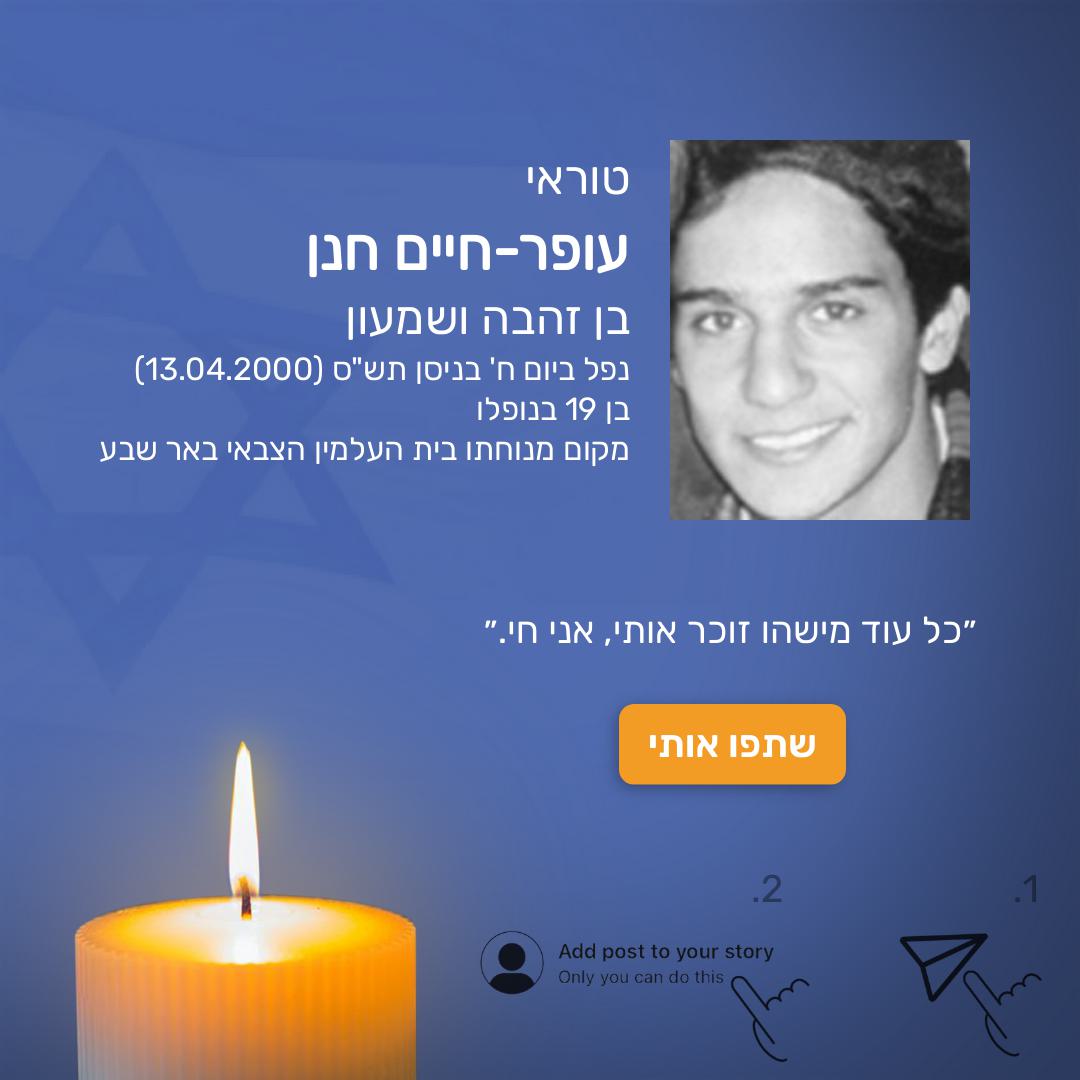 טוראי
עופר-חיים חנן
בן זהבה ושמעון
נפל ביום ח' בניסן תש"ס (13.04.2000)
בן 19 בנופלו
מקום מנוחתו בית העלמין הצבאי באר שבע
״כל עוד מישהו זוכר אותי, אני חי.״
שתפו אותי
.1
.2
Add post to your story
Only you can do this